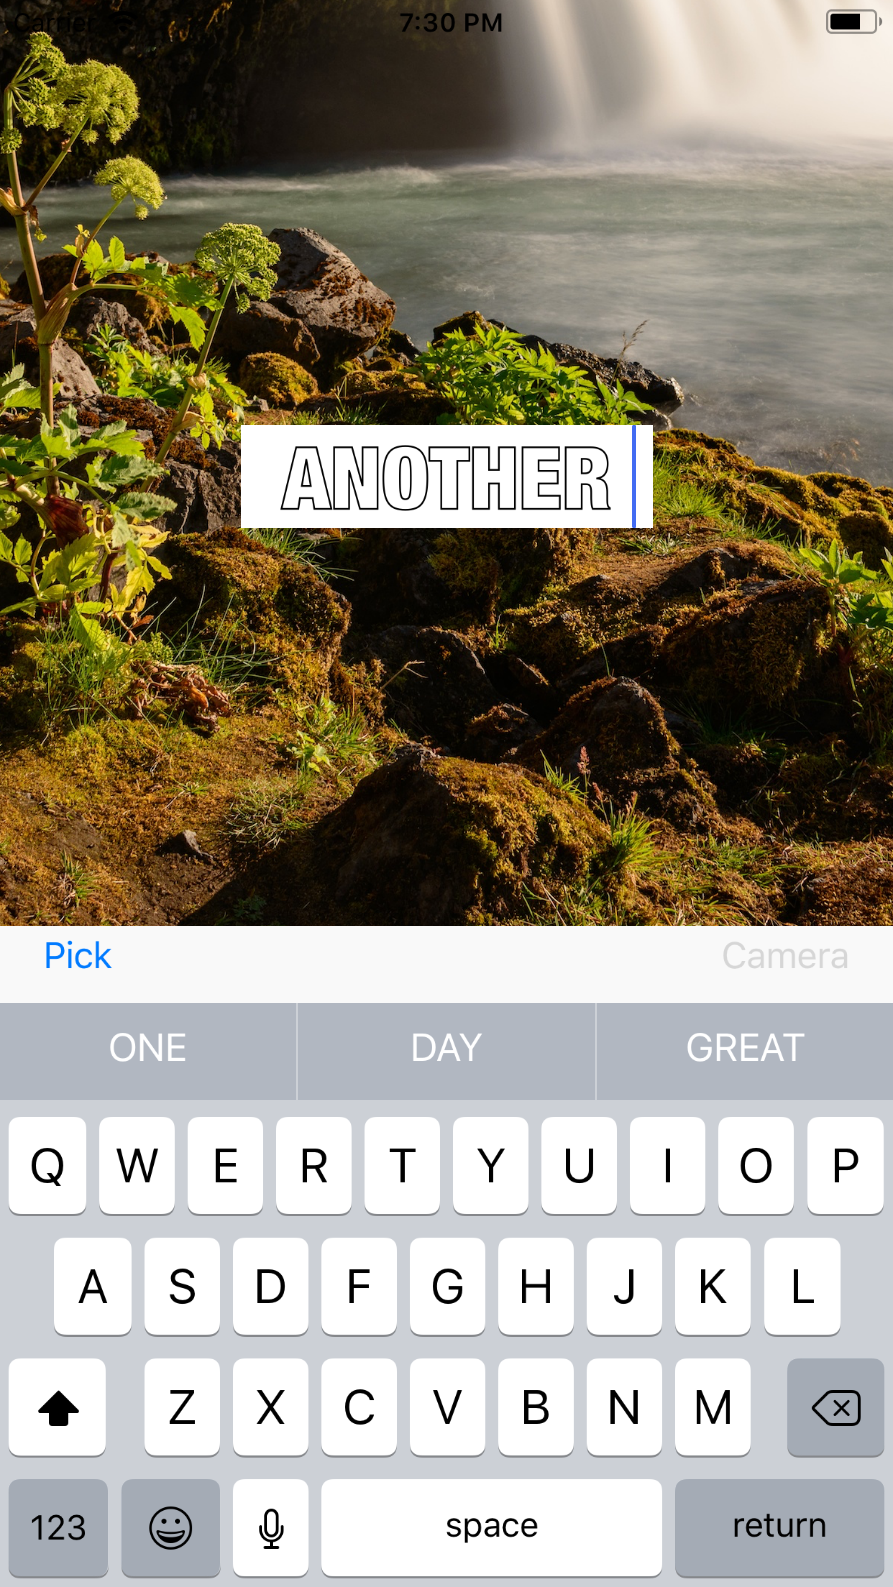 Carrier
7:30 PM
ANOTHER
Pick
Camera
ONE
DAY
GREAT
Q W E R T Y U I O P
A S D F G H J K L
Z X C V B N M
123
space
return